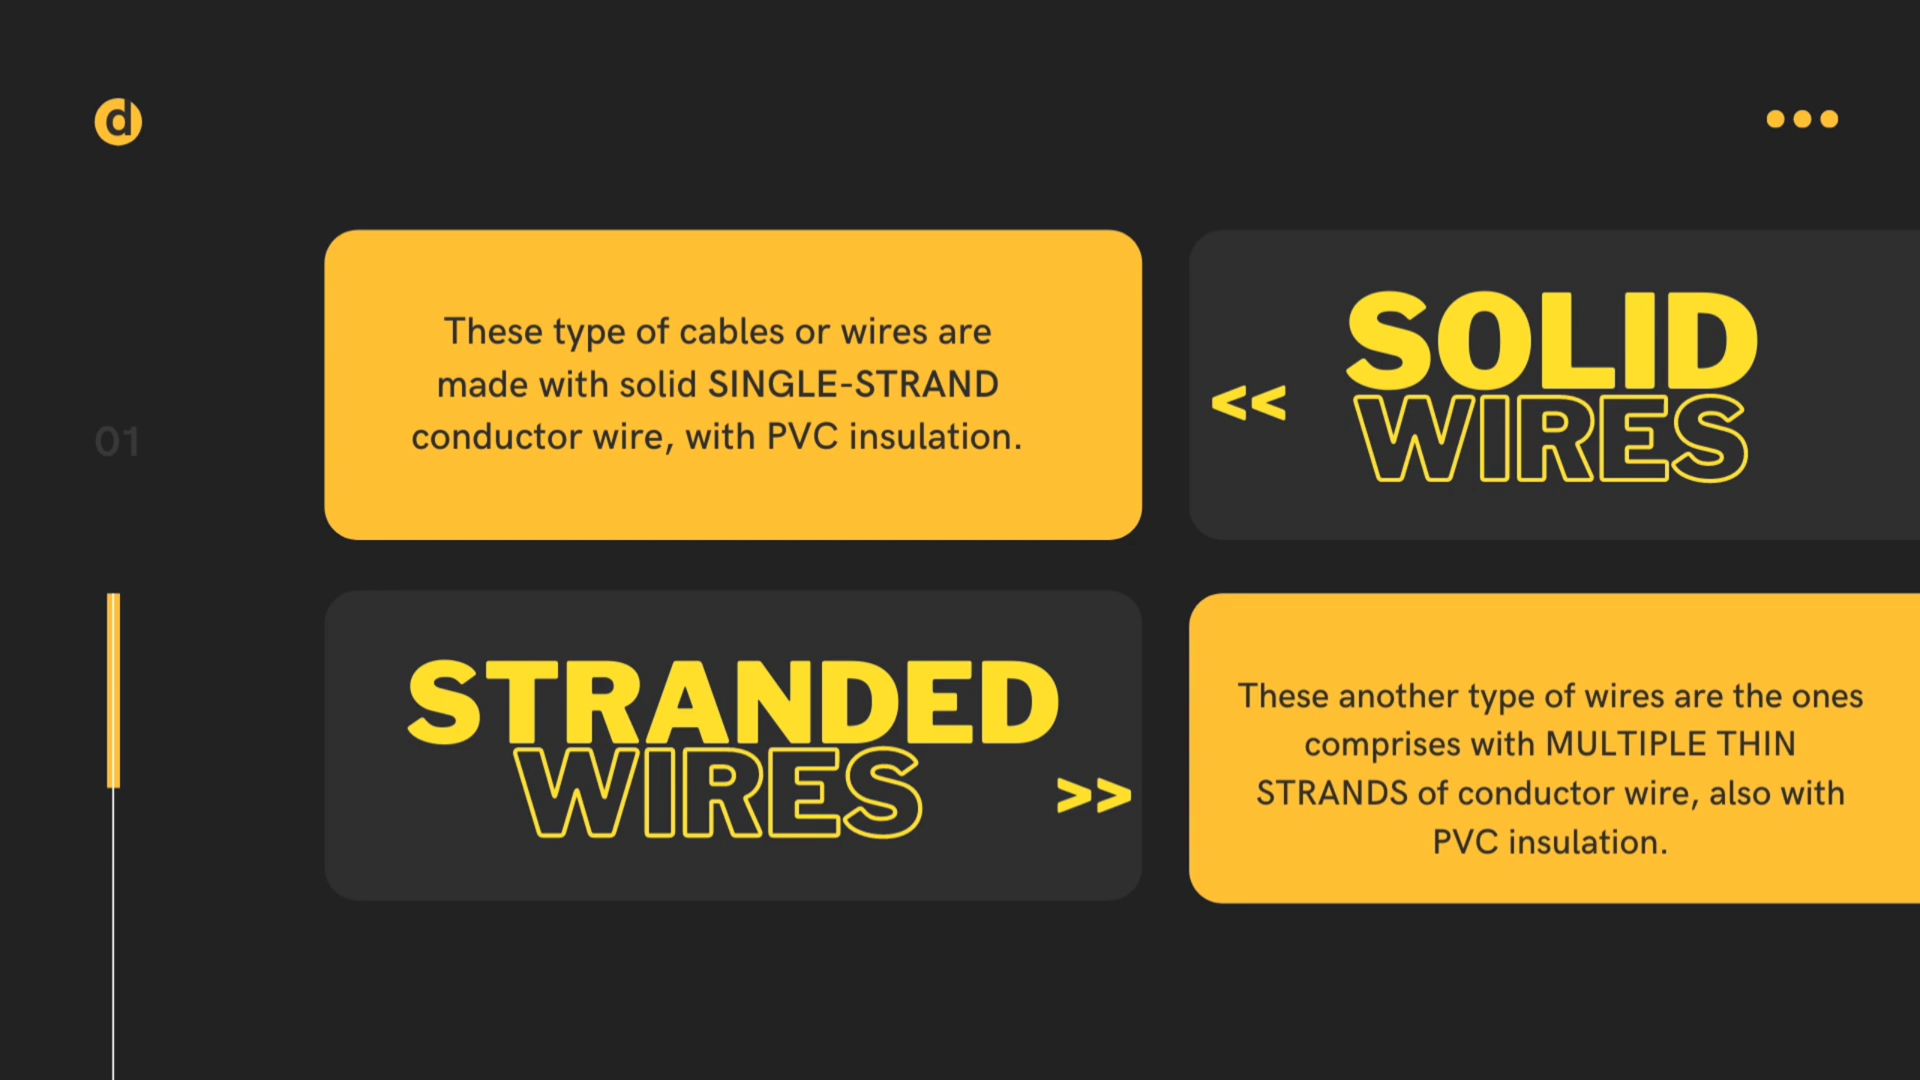 d
These type of cables or wires are
made with solid SINGLE-STRAND
conductor wire, with PVC insulation.
<<
SOLID
WIRES
01
STRANDED
WIRES
>>
These another type of wires are the ones
comprises with MULTIPLE THIN
STRANDS of conductor wire, also with
PVC insulation.